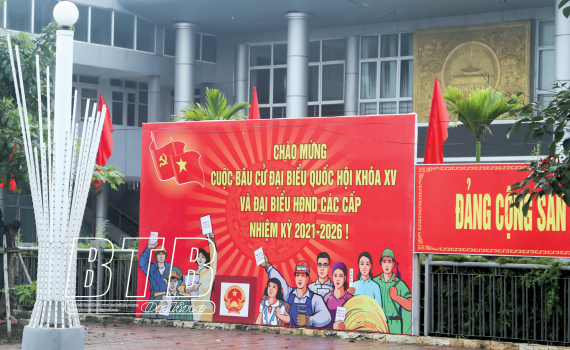 CHÀO MỪNG
CUỘC BẦU CỬ ĐẠI BIỂU QUỐC HỘI KHÓA XV
VÀ ĐẠI BIỂU HĐND CÁC CẤP
NHIỆM KỲ 2021-2026 !
ĐẢNG CỘNG SẢN
BTB